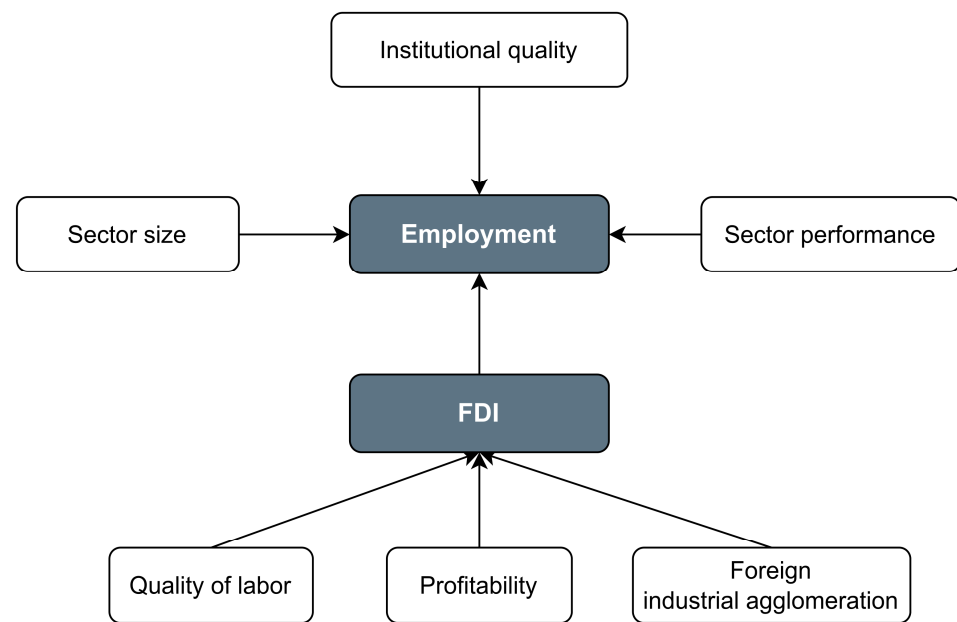 Institutional quality
Sector size
Employment
Sector performance
FDI
Quality of labor
Profitability
Foreign
industrial agglomeration